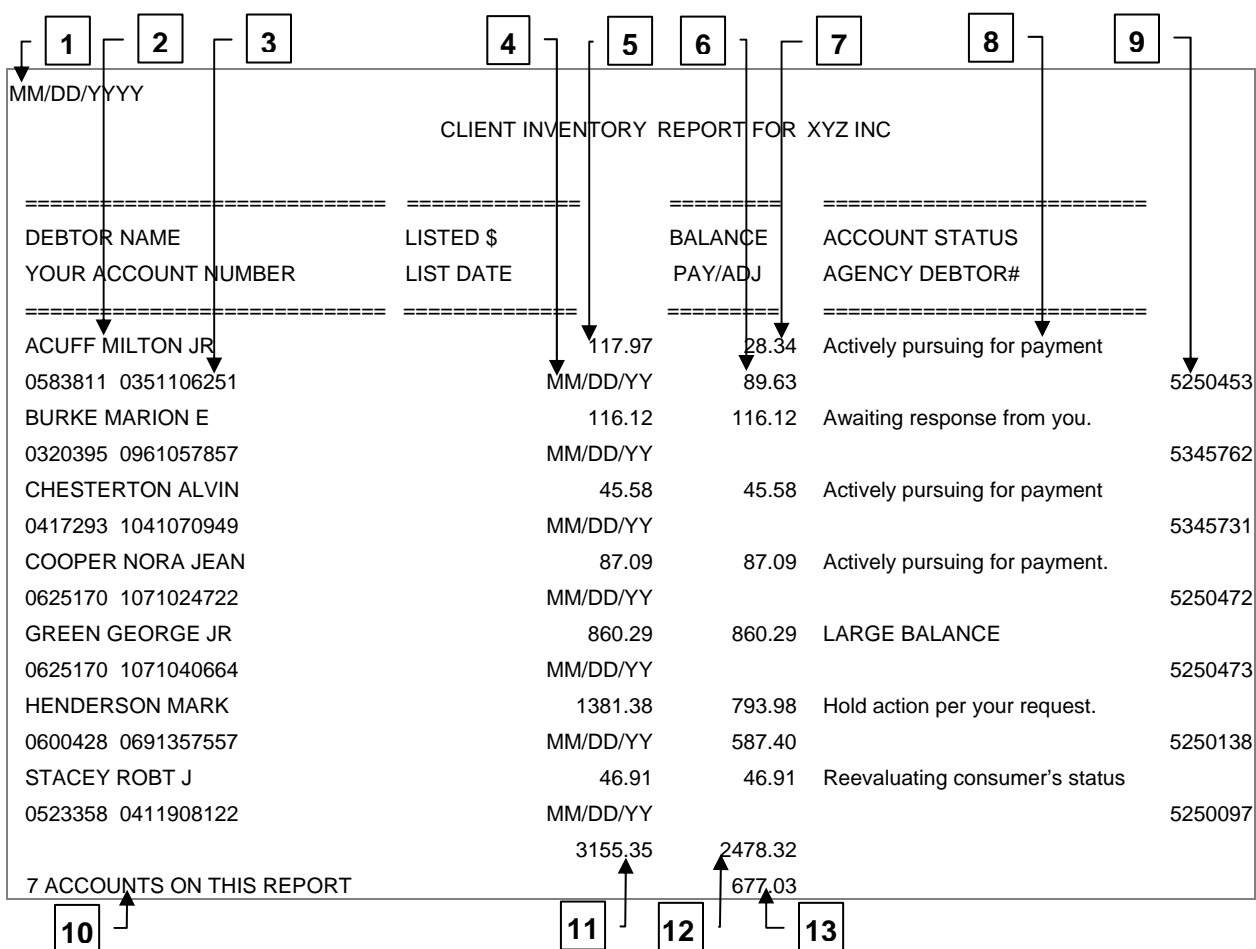 1 2 3 4 5 6 7 8 9
MM/DD/YYYY
CLIENT INVENTORY REPORT FOR XYZ INC
============================= ============== ========= ==========================
DEBTOR NAME LISTED $ BALANCE ACCOUNT STATUS
YOUR ACCOUNT NUMBER LIST DATE PAY/ADJ AGENCY DEBTOR#
============================= ============== ========= ==========================
ACUFF MILTON JR 117.97 28.34 Actively pursuing for payment
0583811 0351106251 MM/DD/YY 89.63 5250453
BURKE MARION E 116.12 116.12 Awaiting response from you.
0320395 0961057857 MM/DD/YY 5345762
CHESTERTON ALVIN 45.58 45.58 Actively pursuing for payment
0417293 1041070949 MM/DD/YY 5345731
COOPER NORA JEAN 87.09 87.09 Actively pursuing for payment.
0625170 1071024722 MM/DD/YY 5250472
GREEN GEORGE JR 860.29 860.29 LARGE BALANCE
0625170 1071040664 MM/DD/YY 5250473
HENDERSON MARK 1381.38 793.98 Hold action per your request.
0600428 0691357557 MM/DD/YY 587.40 5250138
STACEY ROBT J 46.91 46.91 Reevaluating consumer's status
0523358 0411908122 MM/DD/YY 5250097
3155.35 2478.32
7 ACCOUNTS ON THIS REPORT 677.03
10 11 12 13